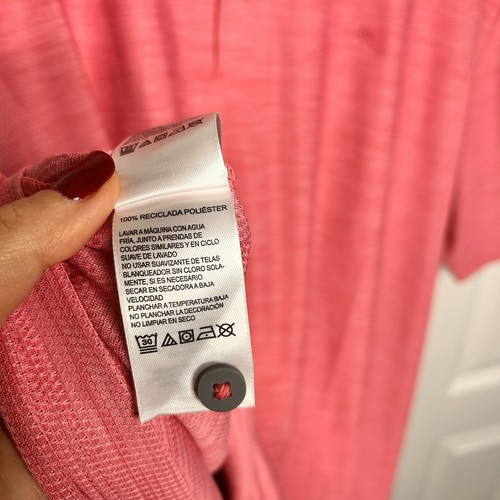 100% RECICLADA POLIÉSTER
LAVAR A MÁQUINA CON AGUA
FRÍA, JUNTO A PRENDAS DE
COLORES SIMILARES Y EN CICLO
SUAVE DE LAVADO
NO USAR SUAVIZANTE DE TELAS
BLANQUEADOR SIN CLORO SOLA-
MENTE, SI ES NECESARIO
SECAR EN SECADORA A BAJA
VELOCIDAD
PLANCHAR A TEMPERATURA BAJA
NO PLANCHAR LA DECORACIÓN
NO LIMPIAR EN SECO
30